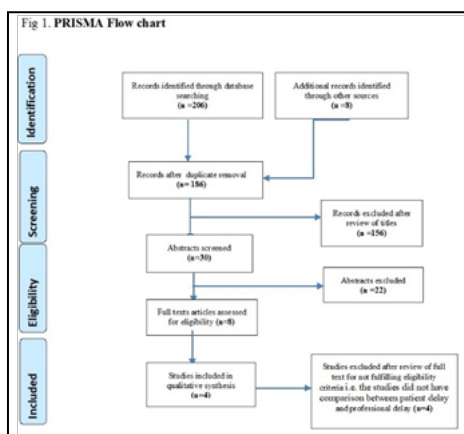 Fig 1. PRISMA Flow chart
Identification
Records identified through database
searching
(n =206)
Additional records identified
through other sources
(n =8)
Screening
Records after duplicate removal
(n= 186)
Records excluded after
review of titles
(n =156)
Abstracts screened
(n=30)
Eligibility
Abstracts excluded
(n =22)
Full texts articles assessed
for eligibility (n=8)
Included
Studies included in
qualitative synthesis
(n=4)
Studies excluded after review of full
text for not fulfilling eligibility
criteria i.e. the studies did not have
comparison between patient delay
and professional delay (n=4)